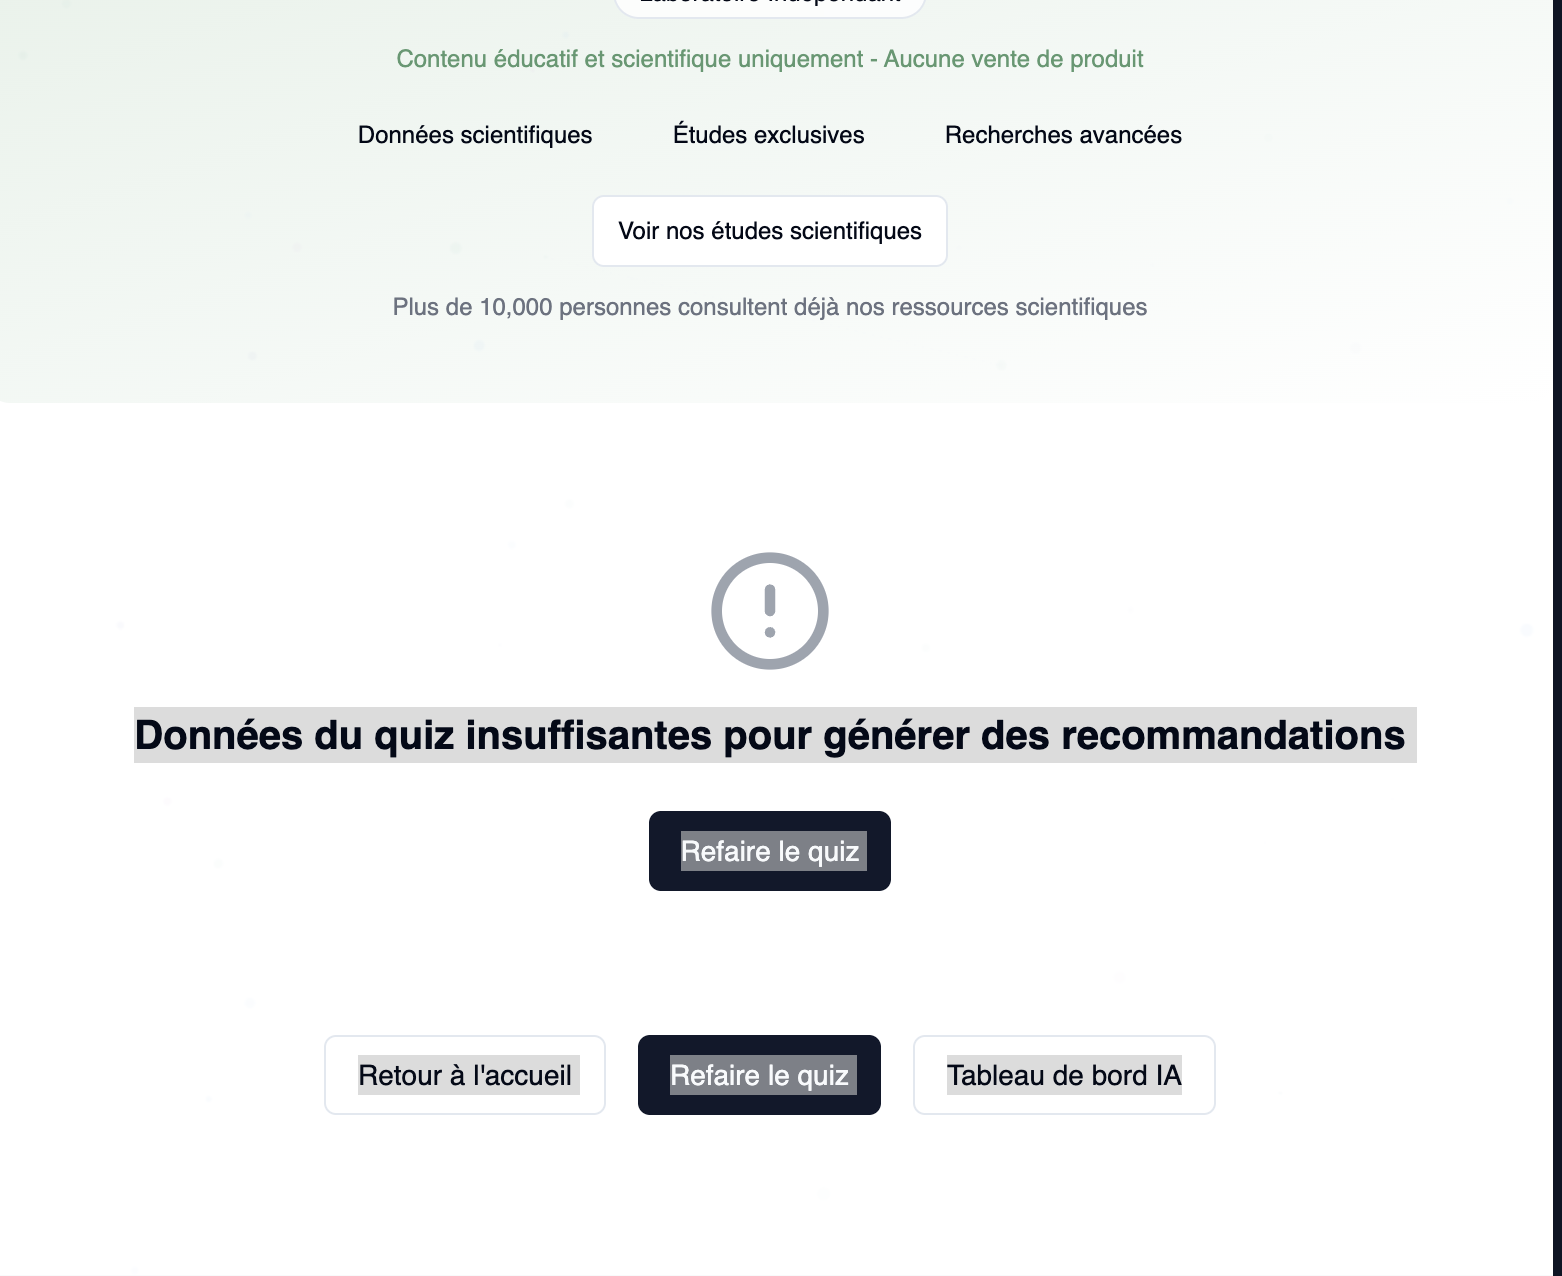 Laboratoire Indépendant
Contenu éducatif et scientifique uniquement - Aucune vente de produit
Données scientifiques
Études exclusives
Recherches avancées
Voir nos études scientifiques
Plus de 10,000 personnes consultent déjà nos ressources scientifiques
Données du quiz insuffisantes pour générer des recommandations
Refaire le quiz
Retour à l'accueil
Refaire le quiz
Tableau de bord IA